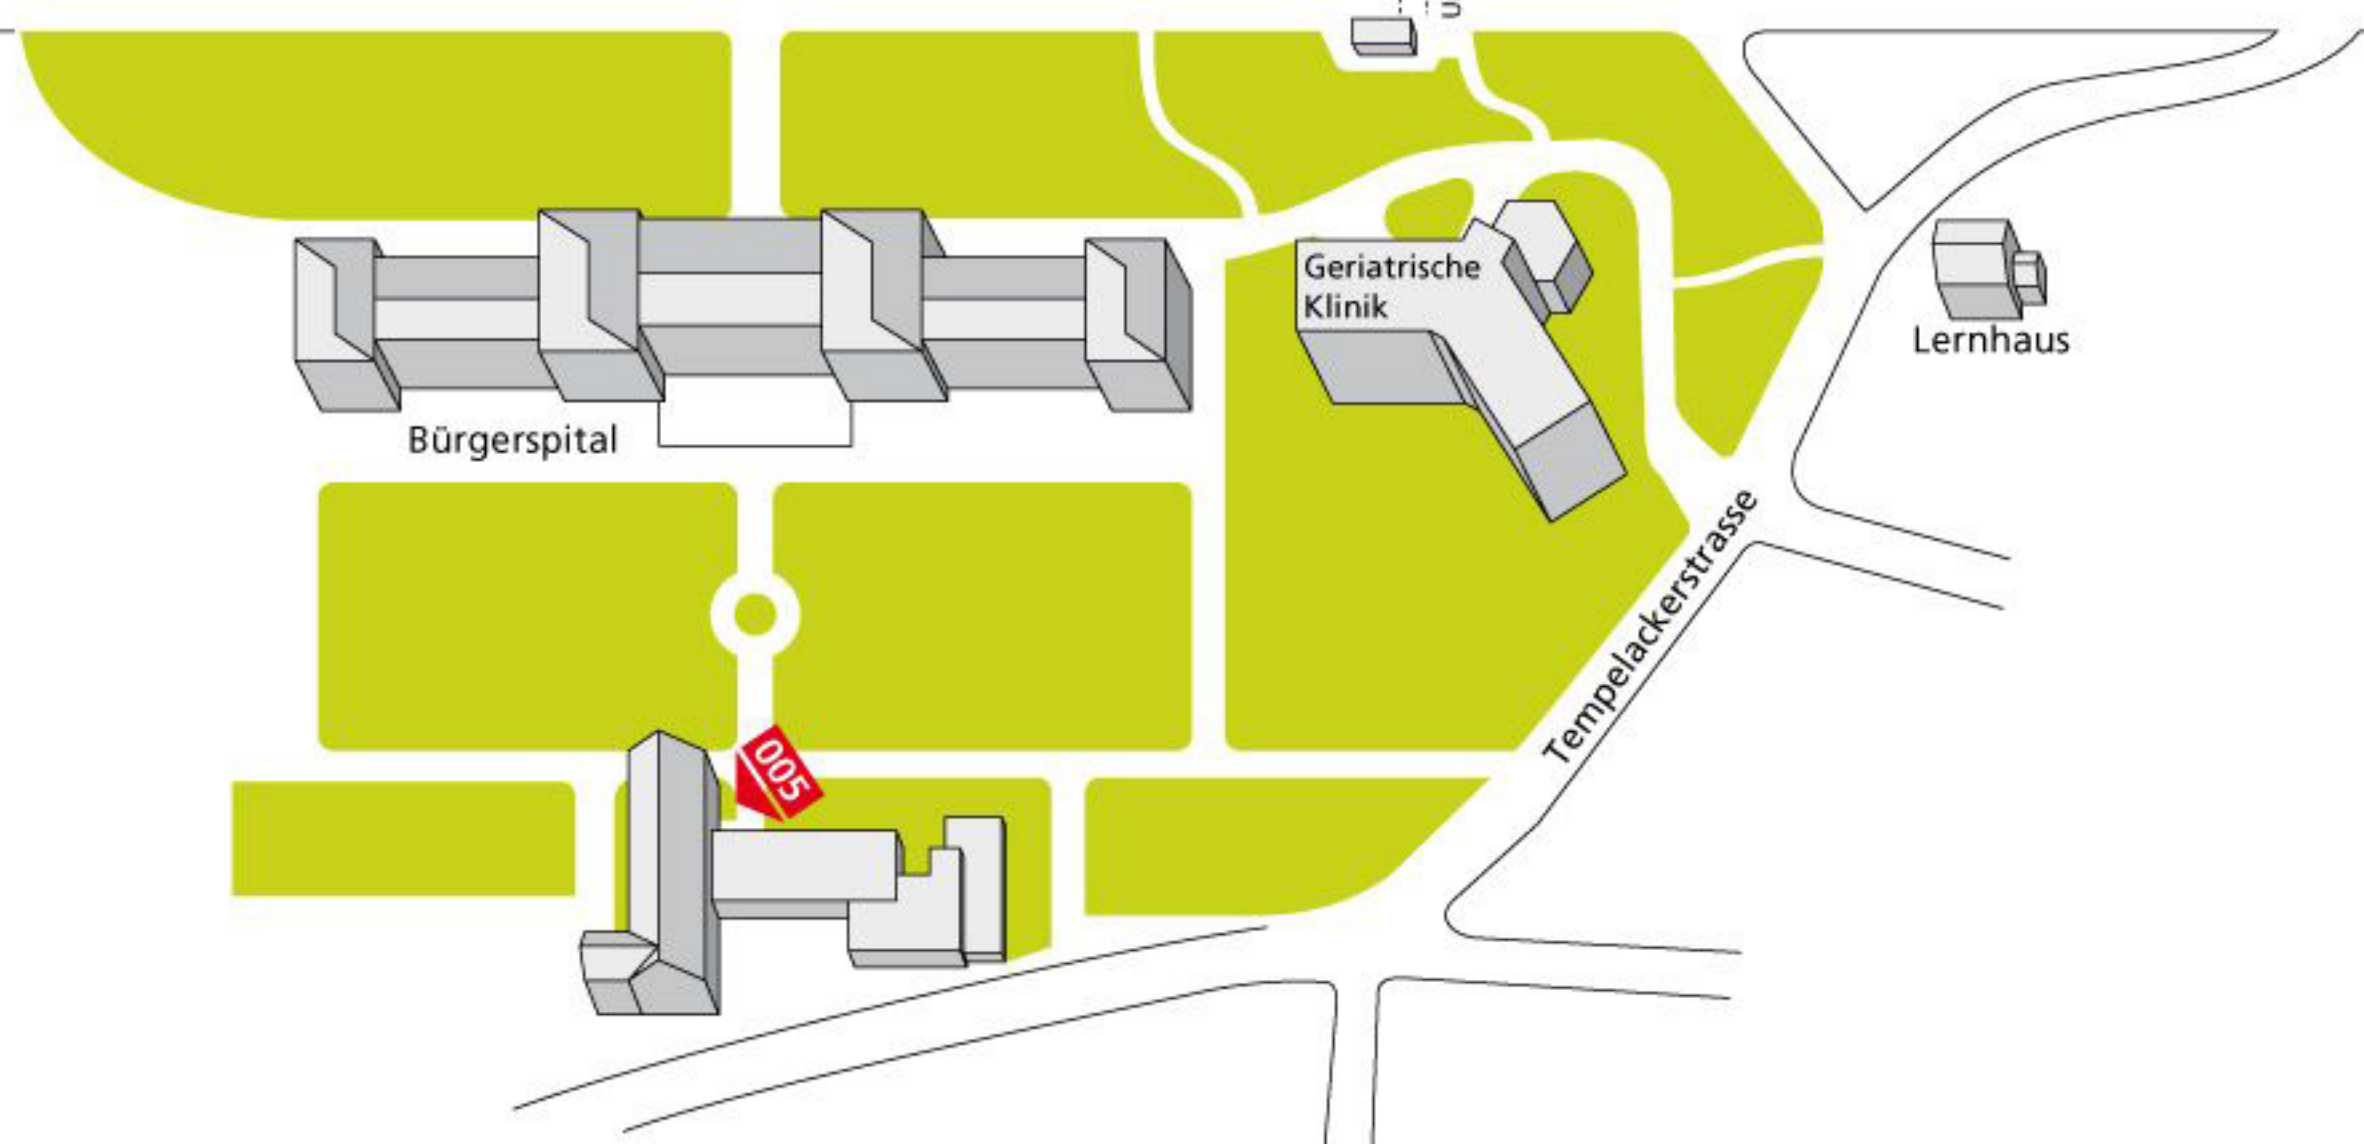 Geriatrische
Klinik
Lernhaus
Bürgerspital
Tempelackerstrasse
005